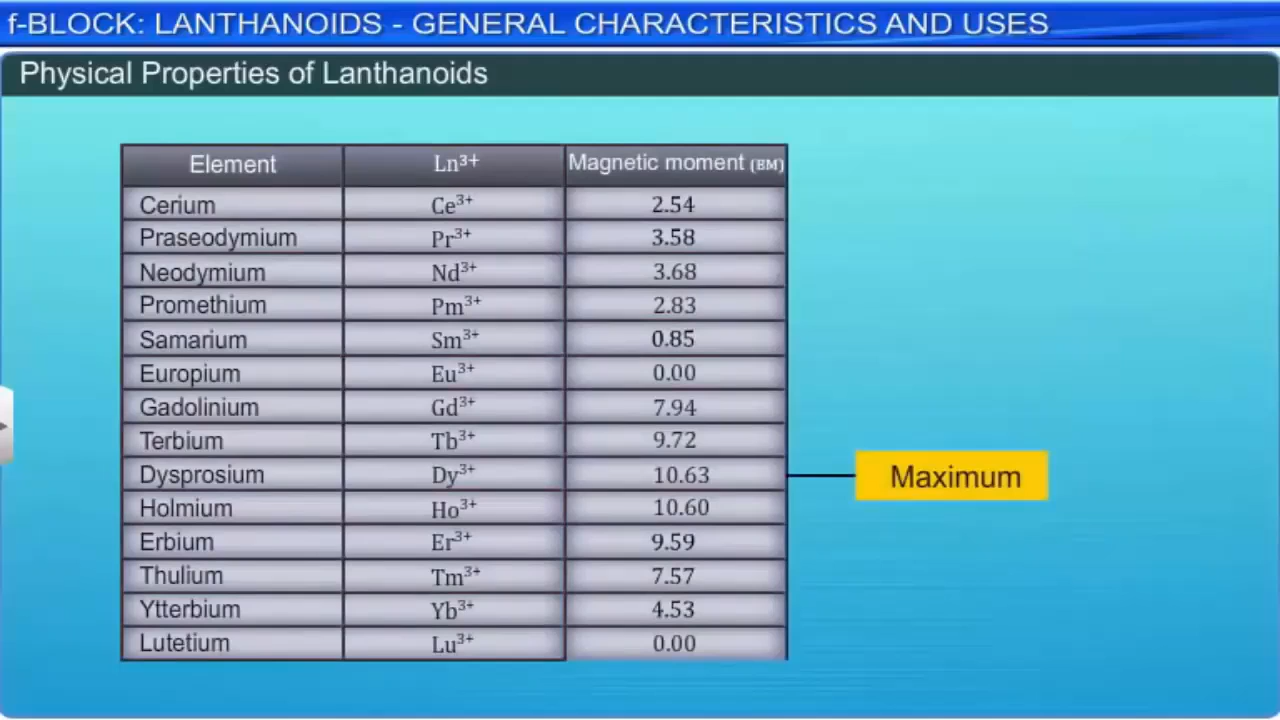 f-BLOCK: LANTHANOIDS - GENERAL CHARACTERISTICS AND USES
Physical Properties of Lanthanoids
Element Ln³⁺ Magnetic moment (BM)
Cerium Ce³⁺ 2.54
Praseodymium Pr³⁺ 3.58
Neodymium Nd³⁺ 3.68
Promethium Pm³⁺ 2.83
Samarium Sm³⁺ 0.85
Europium Eu³⁺ 0.00
Gadolinium Gd³⁺ 7.94
Terbium Tb³⁺ 9.72
Dysprosium Dy³⁺ 10.63 Maximum
Holmium Ho³⁺ 10.60
Erbium Er³⁺ 9.59
Thulium Tm³⁺ 7.57
Ytterbium Yb³⁺ 4.53
Lutetium Lu³⁺ 0.00